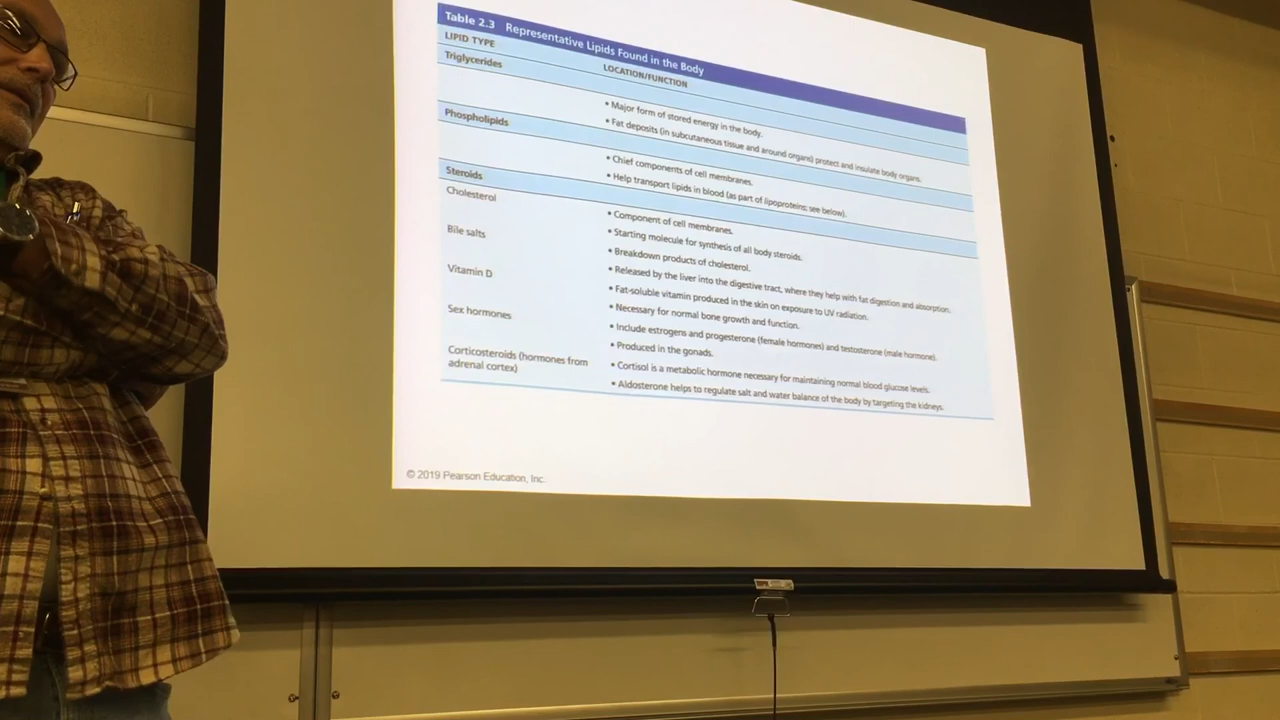 Table 2.3 Representative Lipids Found in the Body
LIPID TYPE
LOCATION/FUNCTION
Triglycerides
• Major form of stored energy in the body.
• Fat deposits (in subcutaneous tissue and around organs) protect and insulate body organs.
Phospholipids
• Chief components of cell membranes.
• Help transport lipids in blood (as part of lipoproteins; see below).
Steroids
Cholesterol
• Component of cell membranes.
• Starting molecule for synthesis of all body steroids.
Bile salts
• Breakdown products of cholesterol.
• Released by the liver into the digestive tract, where they help with fat digestion and absorption.
Vitamin D
• Fat-soluble vitamin produced in the skin on exposure to UV radiation.
• Necessary for normal bone growth and function.
Sex hormones
• Include estrogens and progesterone (female hormones) and testosterone (male hormone).
• Produced in the gonads.
Corticosteroids (hormones from
adrenal cortex)
• Cortisol is a metabolic hormone necessary for maintaining normal blood glucose levels.
• Aldosterone helps to regulate salt and water balance of the body by targeting the kidneys.
© 2019 Pearson Education, Inc.